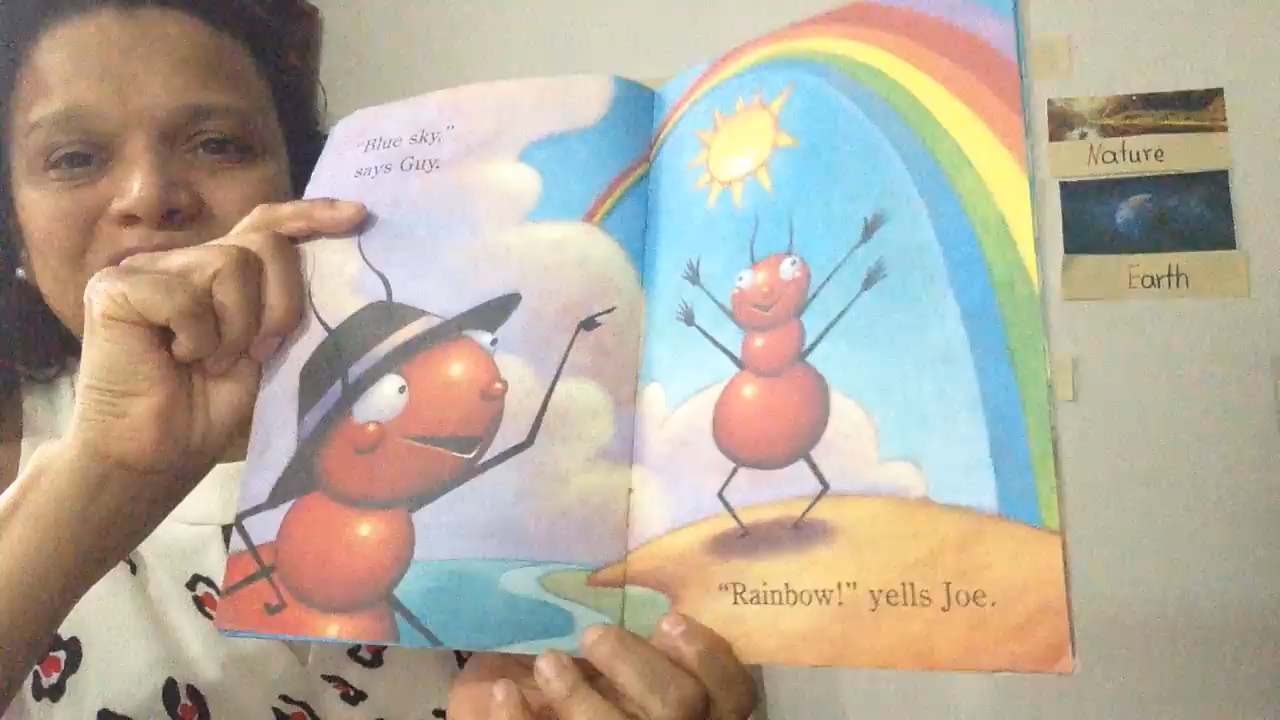 "Blue sky,"
says Guy.
"Rainbow!" yells Joe.
Nature
Earth